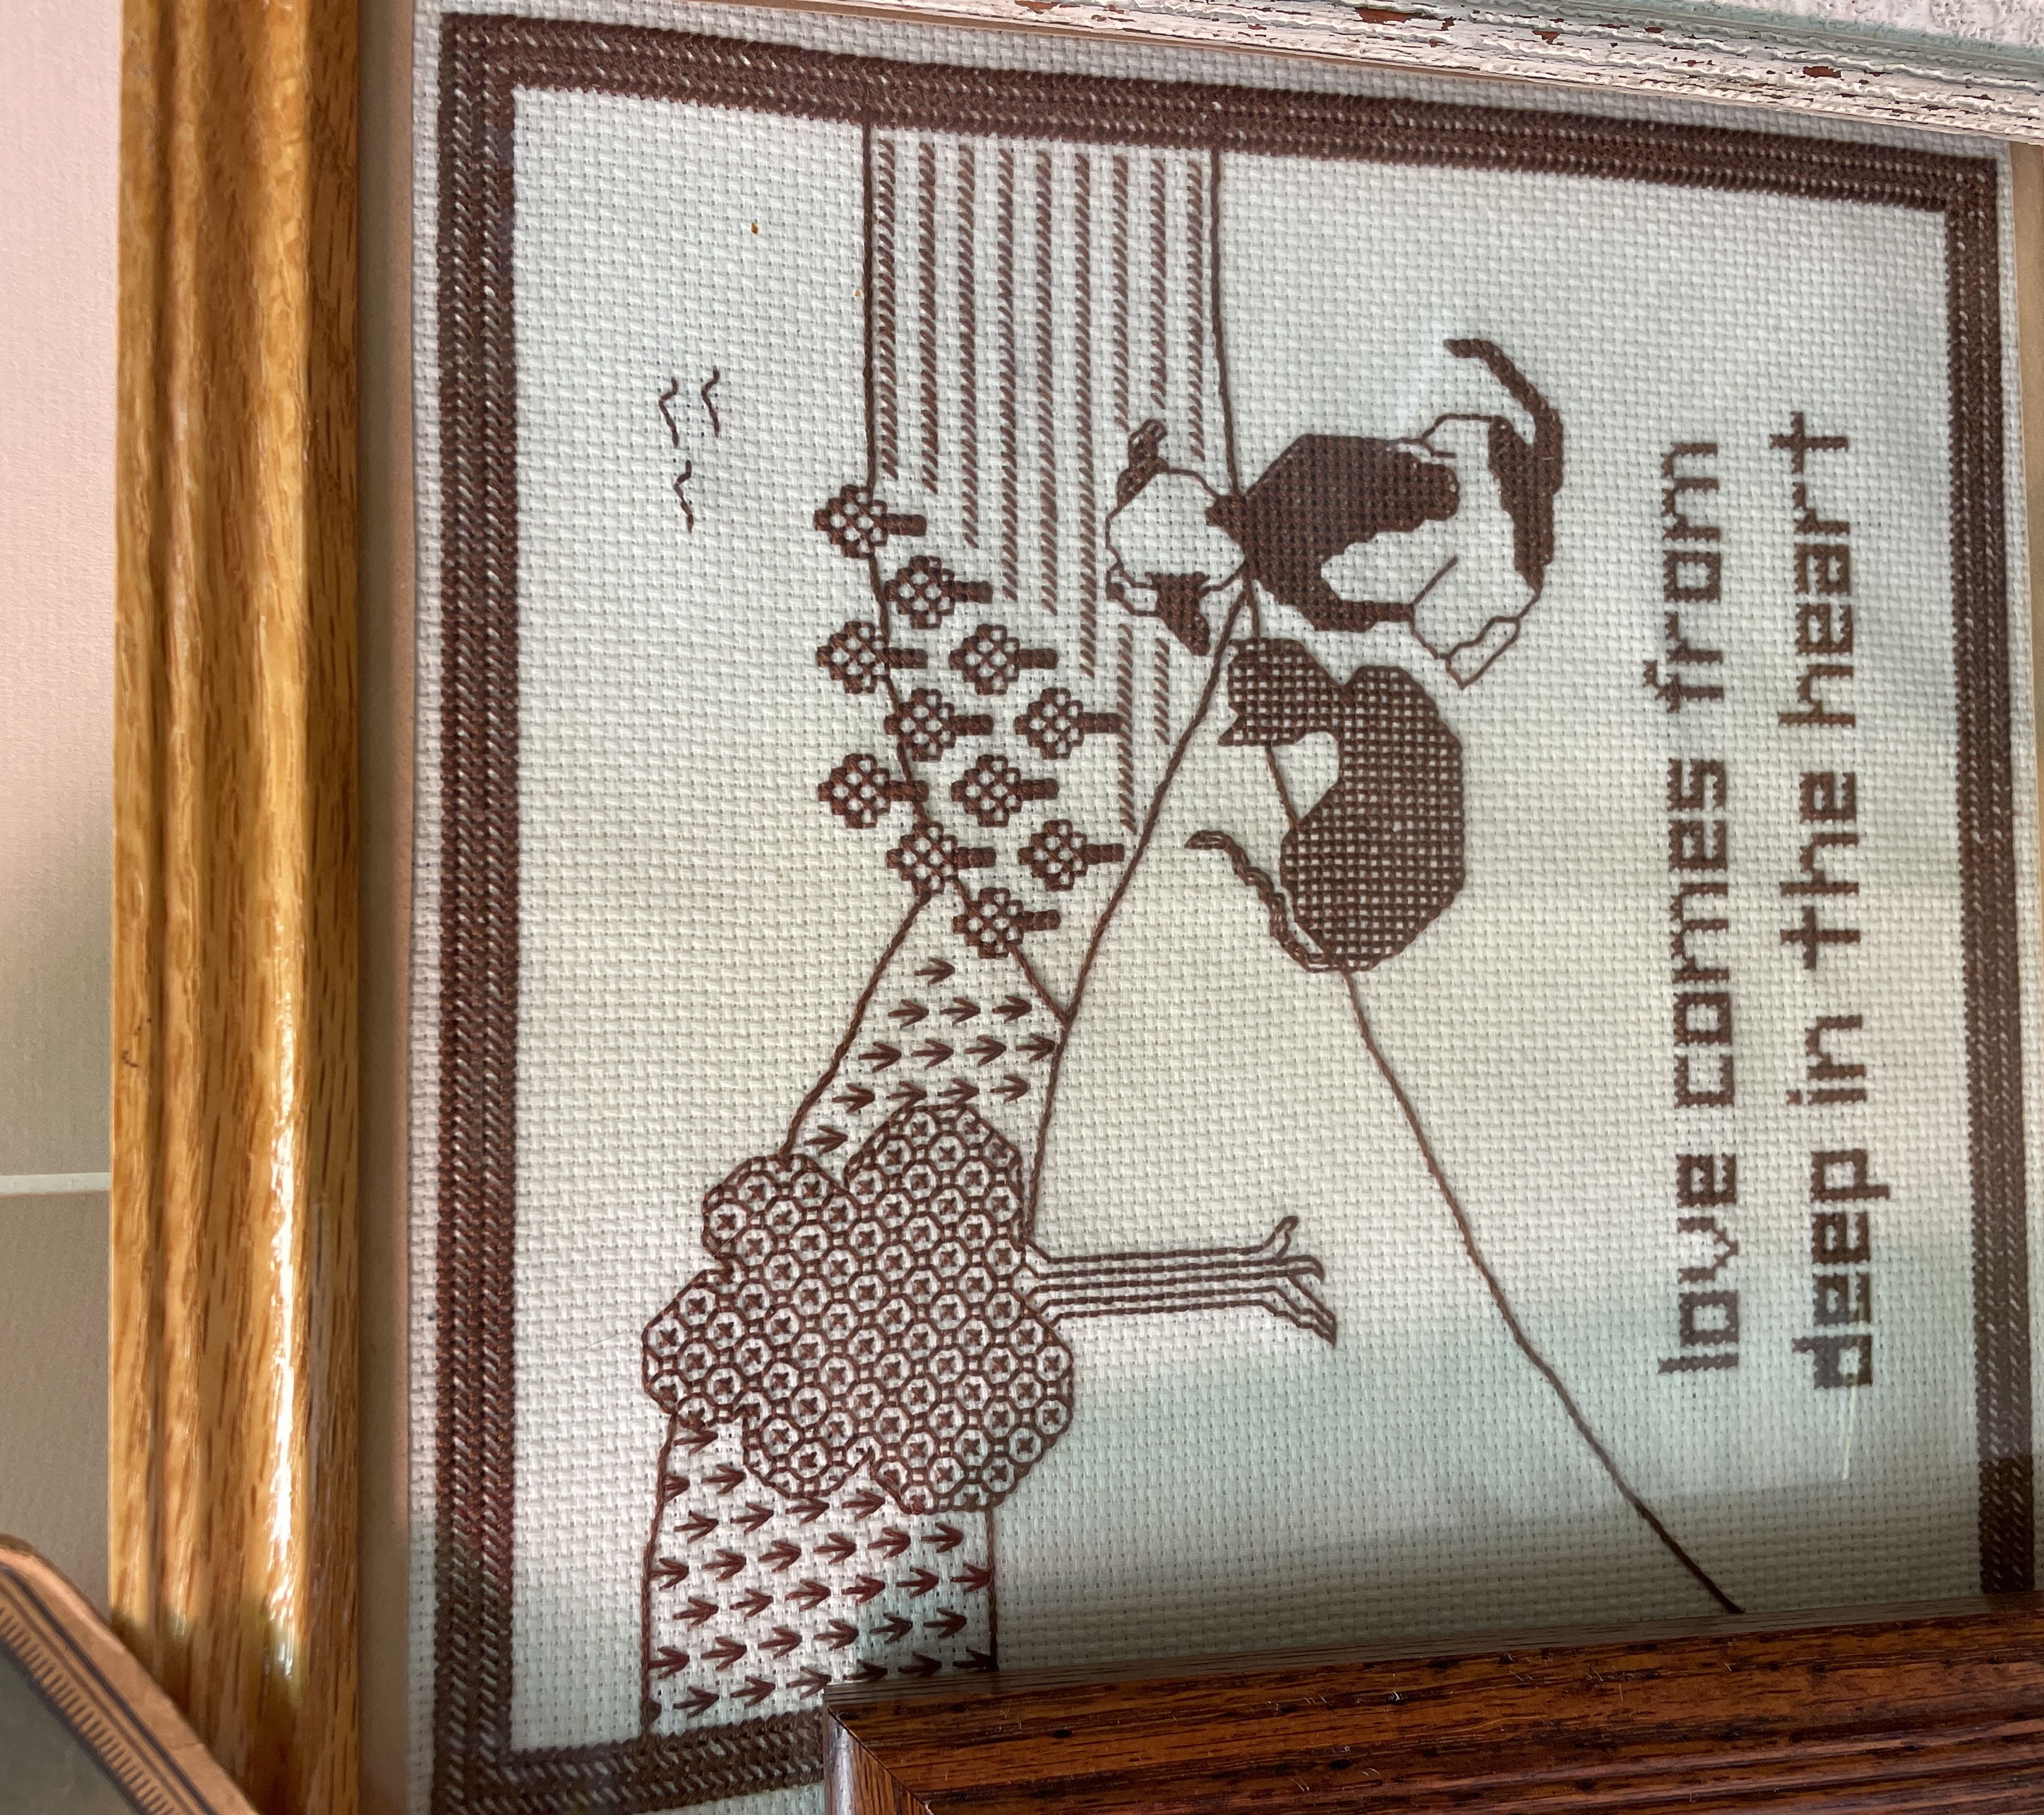 love comes from
deep in the heart